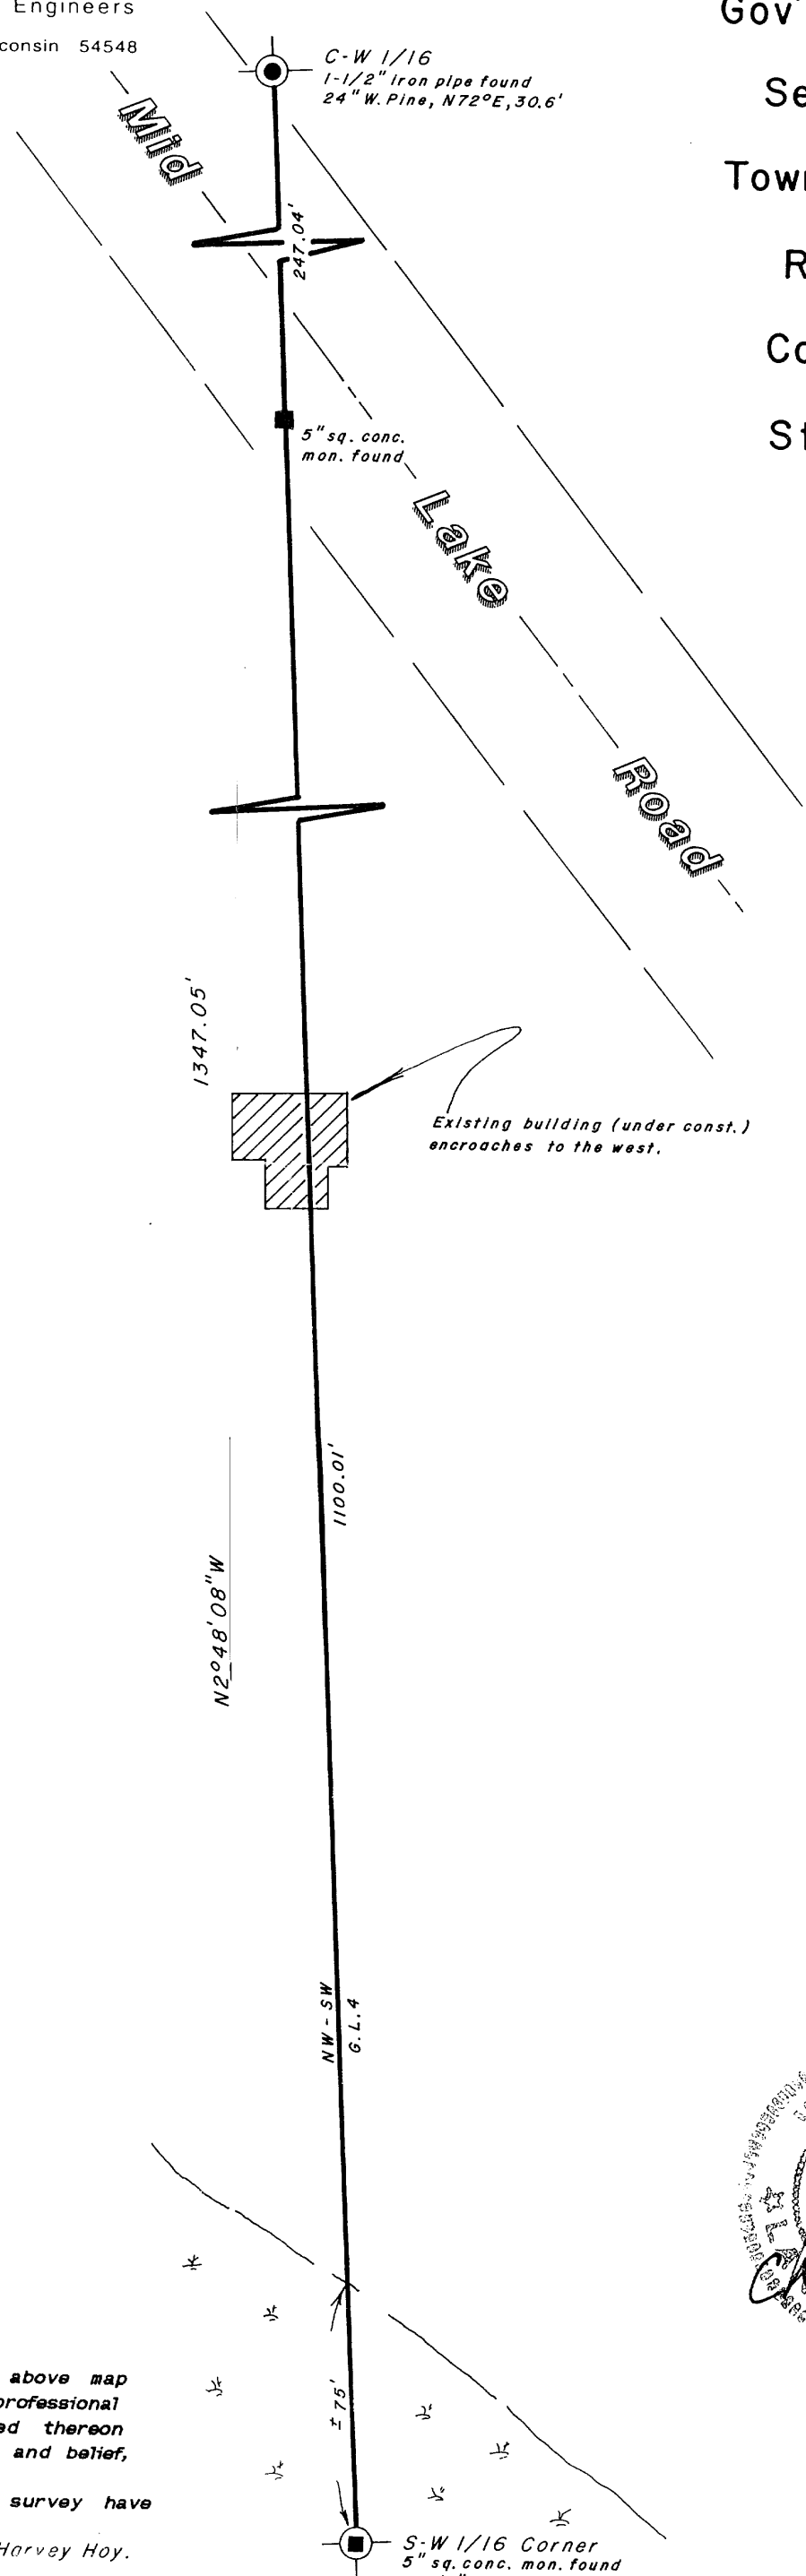 Engineers
consin 54548
Gov'
Se
Town
R
Co
St
C-W 1/16
1-1/2" iron pipe found
24" W. Pine, N72°E, 30.6'
Mid
247.04'
5" sq. conc.
mon. found
Lake
Road
1347.05'
Existing building (under const.)
encroaches to the west.
1100.01'
N2°48'08"W
NW-SW
G.L.4
±75'
above map
professional
ed thereon
and belief,
survey have
Harvey Hoy.
S-W 1/16 Corner
5" sq. conc. mon. found